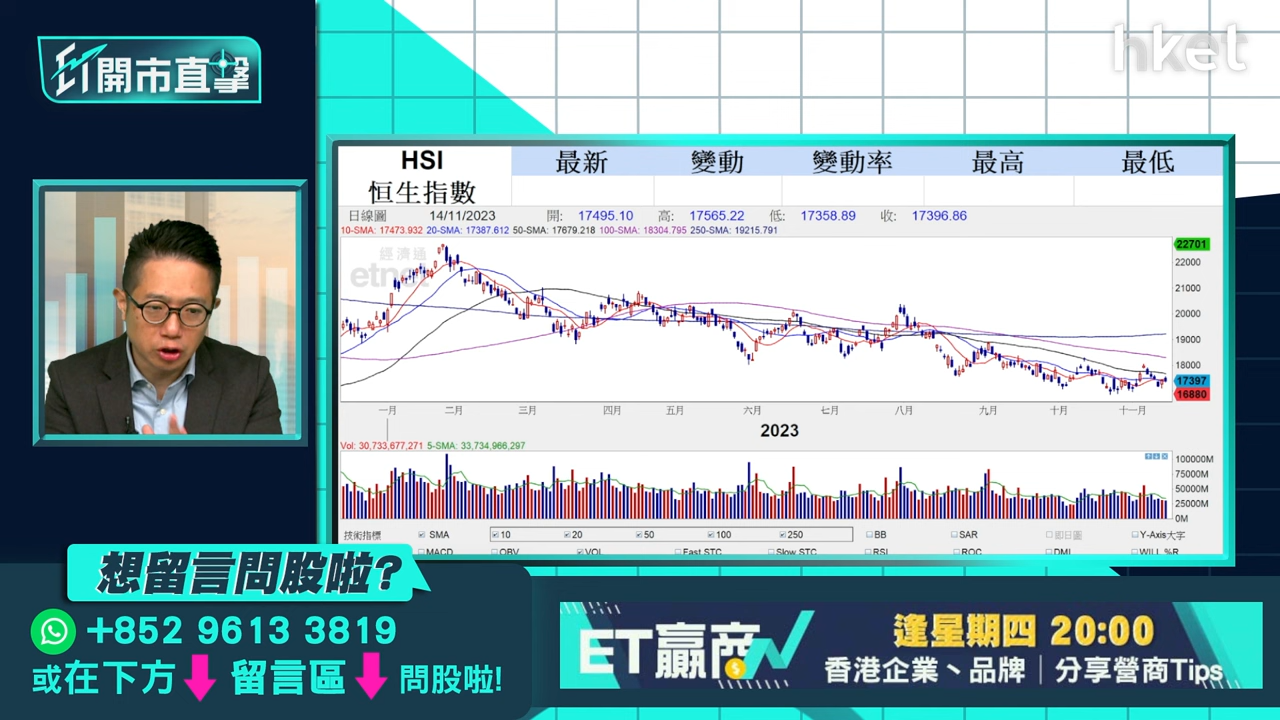 ET開市直擊
hket
HSI
恒生指數
最新 變動 變動率 最高 最低
日線圖 14/11/2023 開: 17495.10 高: 17565.22 低: 17358.89 收: 17396.86
10-SMA: 17473.932 20-SMA: 17387.612 50-SMA: 17679.218 100-SMA: 18304.795 250-SMA: 19215.791
經濟通
etnet
22701
22000
21000
20000
19000
18000
17397
16880
一月 二月 三月 四月 五月 六月 七月 八月 九月 十月 十一月
2023
Vol: 30,733,677,271 5-SMA: 33,734,966,297
100000M
75000M
50000M
25000M
0M
技術指標 SMA 10 20 50 100 250 BB SAR 即日圖 Y-Axis大字
MACD OBV VOL Fast STC Slow STC RSI ROC DMI WILL %R
想留言問股啦?
+852 9613 3819
或在下方 留言區 問股啦!
ET贏商
$
逢星期四 20:00
香港企業、品牌｜分享營商Tips